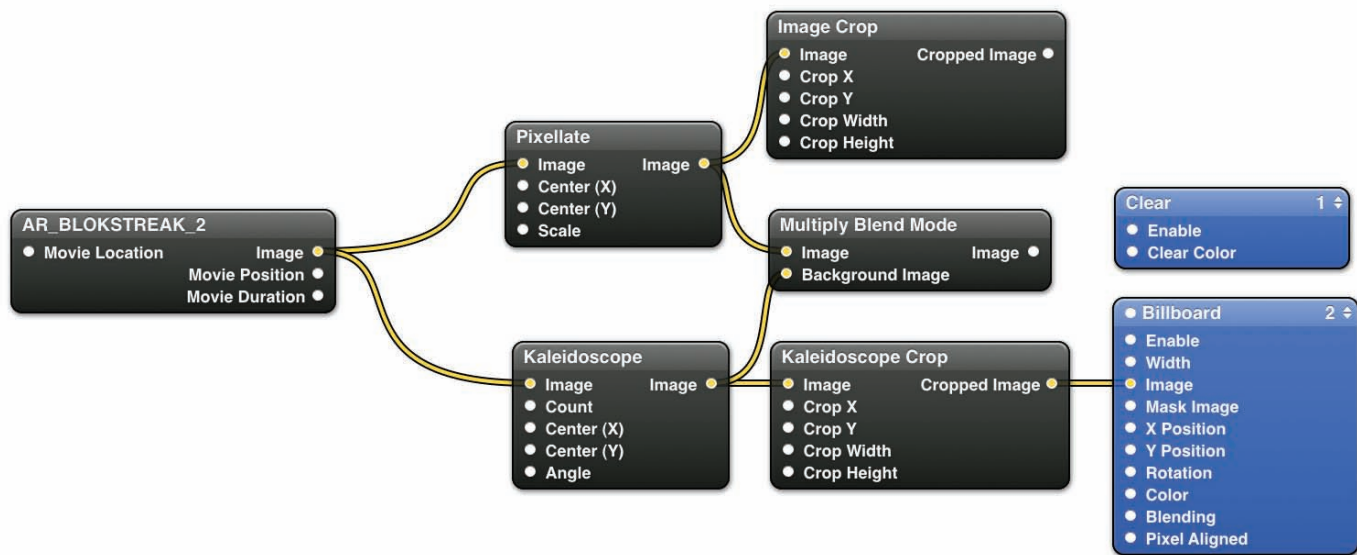 AR_BLOKSTREAK_2
Movie Location Image
Movie Position
Movie Duration
Pixellate
Image Image
Center (X)
Center (Y)
Scale
Kaleidoscope
Image Image
Count
Center (X)
Center (Y)
Angle
Image Crop
Image Cropped Image
Crop X
Crop Y
Crop Width
Crop Height
Multiply Blend Mode
Image Image
Background Image
Kaleidoscope Crop
Image Cropped Image
Crop X
Crop Y
Crop Width
Crop Height
Clear 1
Enable
Clear Color
Billboard 2
Enable
Width
Image
Mask Image
X Position
Y Position
Rotation
Color
Blending
Pixel Aligned